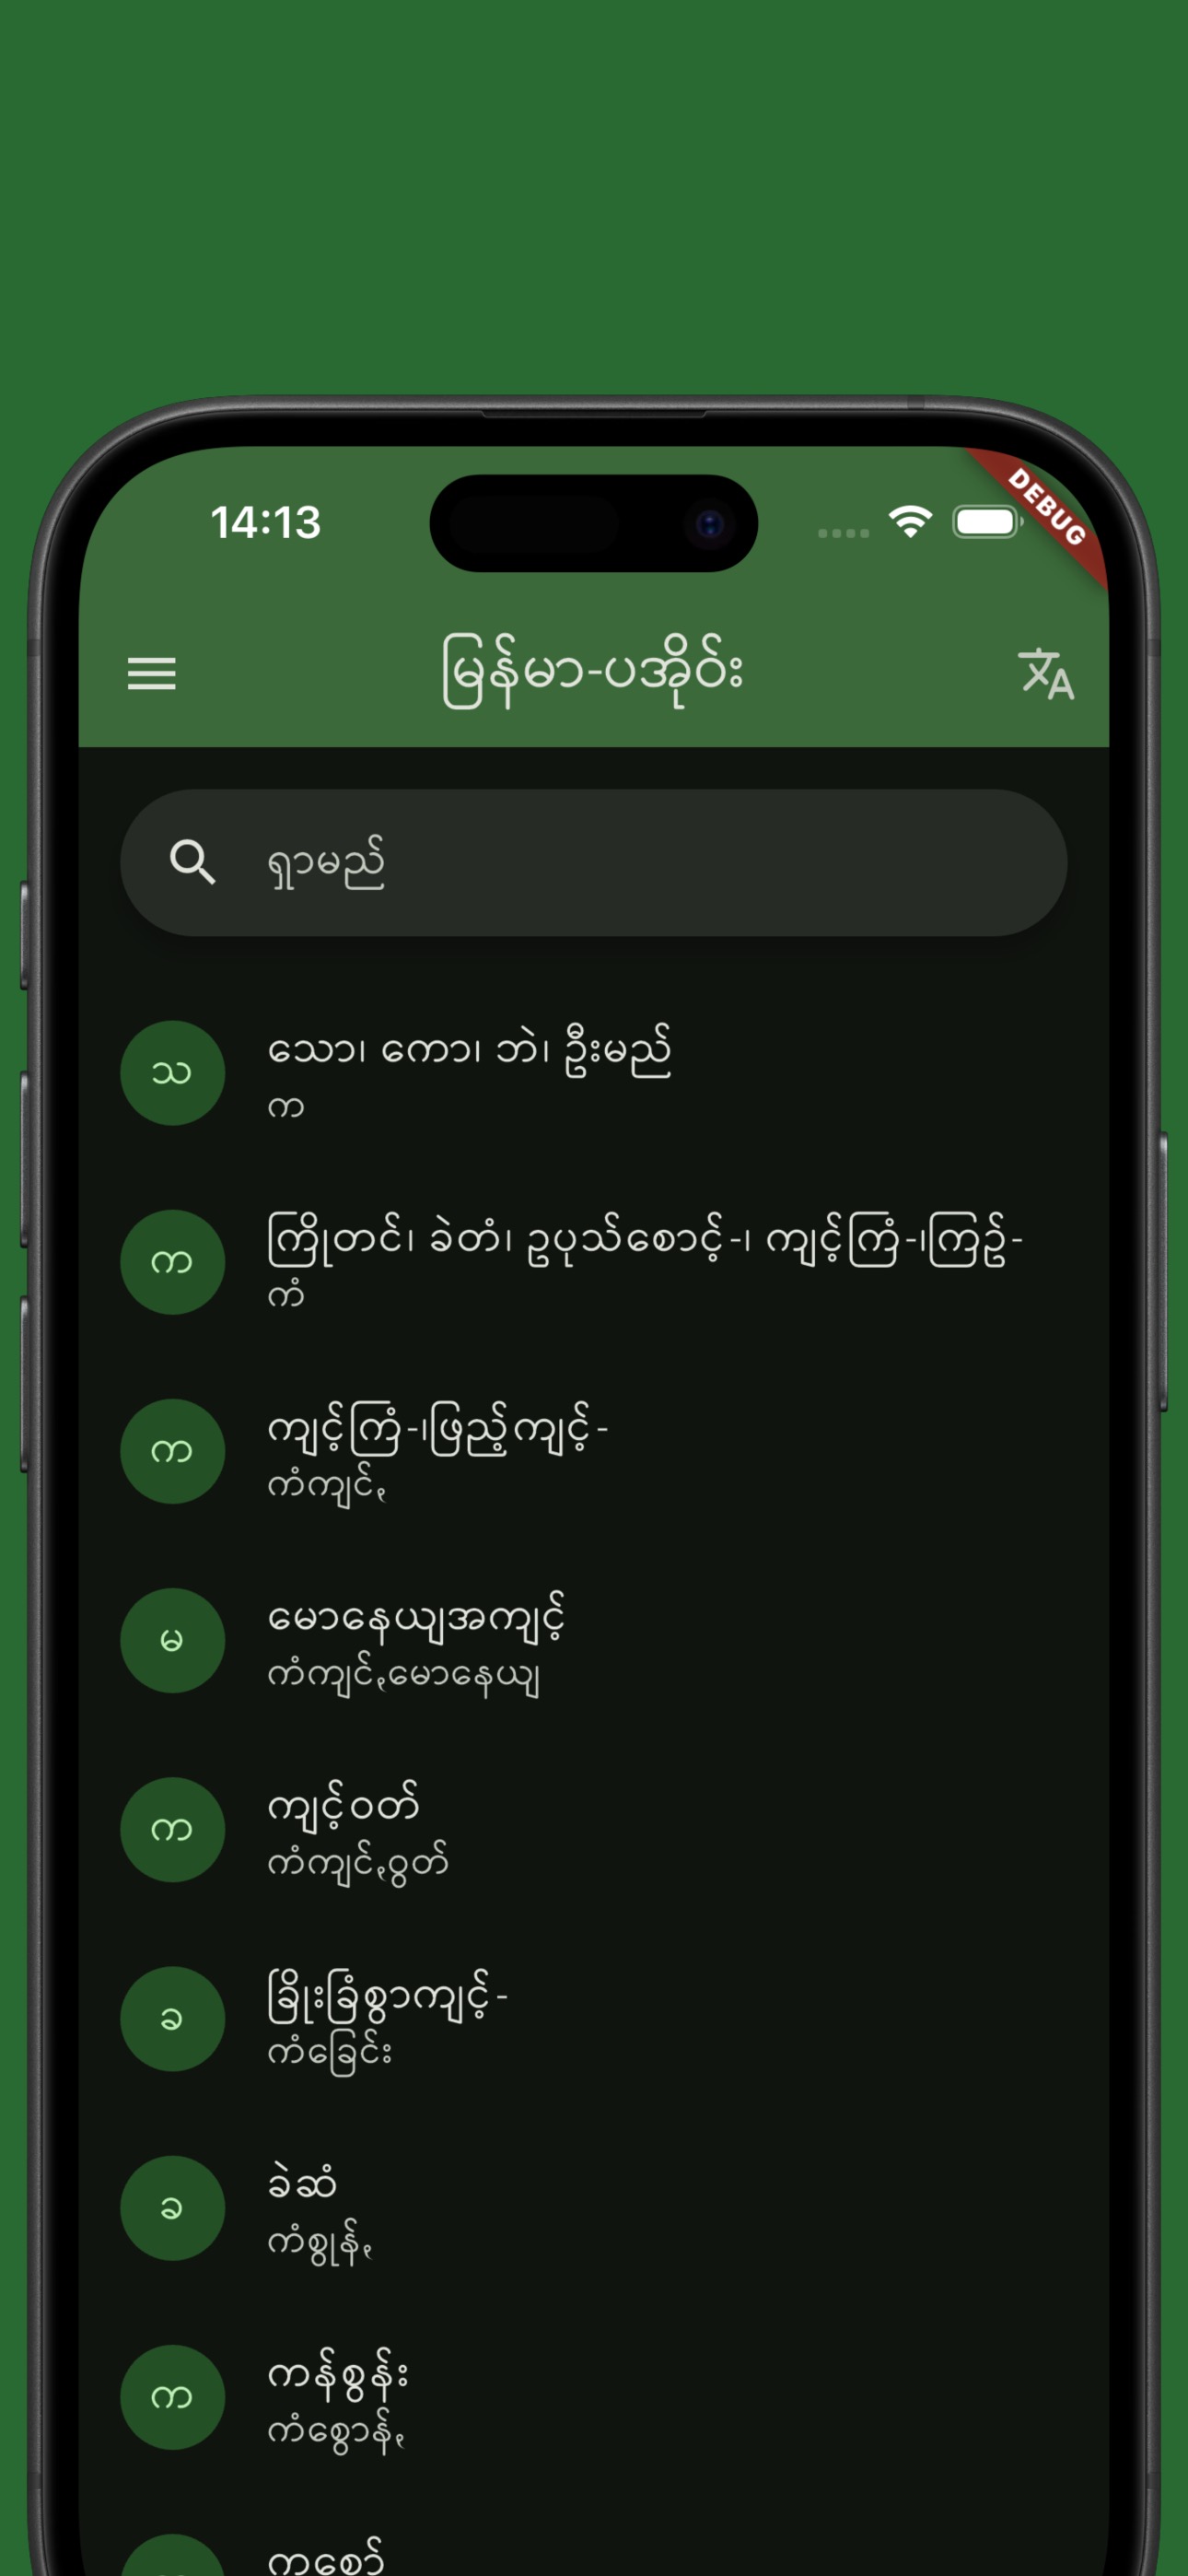 14:13
DEBUG
မြန်မာ-ပအိုဝ်း
ရှာမည်
သ
သော၊ ကော၊ ဘဲ၊ ဦးမည်
က
က
ကြိုတင်၊ ခဲတံ၊ ဥပုသ်စောင့်-၊ ကျင့်ကြံ-၊ကြဥ်-
ကံ
က
ကျင့်ကြံ-၊ဖြည့်ကျင့်-
ကံကျင်ႏ
မ
မောနေယျအကျင့်
ကံကျင်ႏမောနေယျ
က
ကျင့်ဝတ်
ကံကျင်ႏဝွတ်
ခ
ခြိုးခြံစွာကျင့်-
ကံခြေင်း
ခ
ခဲဆံ
ကံစွုန်ႏ
က
ကန်စွန်း
ကံစွောန်ႏ
ကစော်